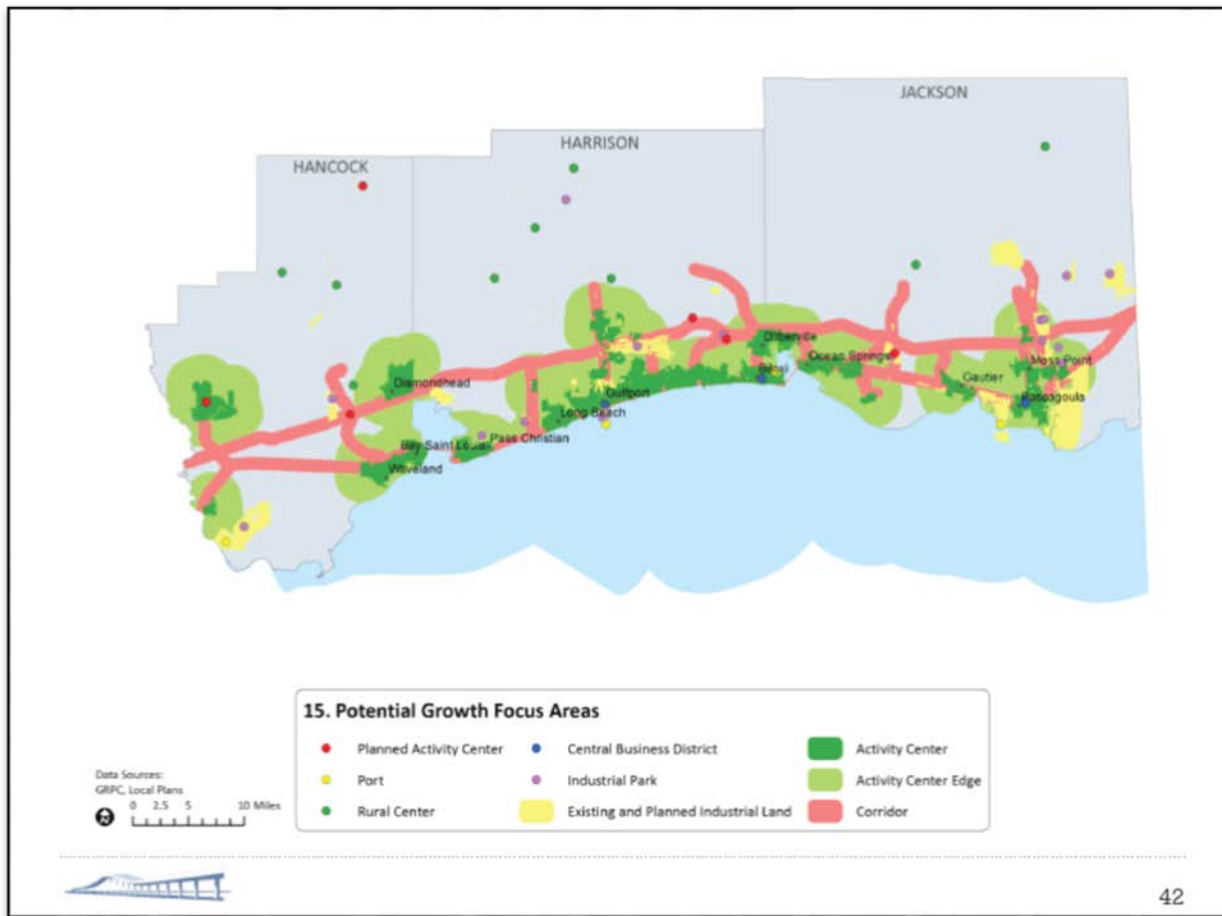 JACKSON
HARRISON
HANCOCK
D'Iberville
Ocean Springs
Biloxi
Moss Point
Gautier
Pascagoula
Diamondhead
Gulfport
Long Beach
Pass Christian
Bay Saint Louis
Waveland
15. Potential Growth Focus Areas
Planned Activity Center
Central Business District
Activity Center
Port
Industrial Park
Activity Center Edge
Rural Center
Existing and Planned Industrial Land
Corridor
Data Sources:
GRPC, Local Plans
0 2.5 5 10 Miles
42